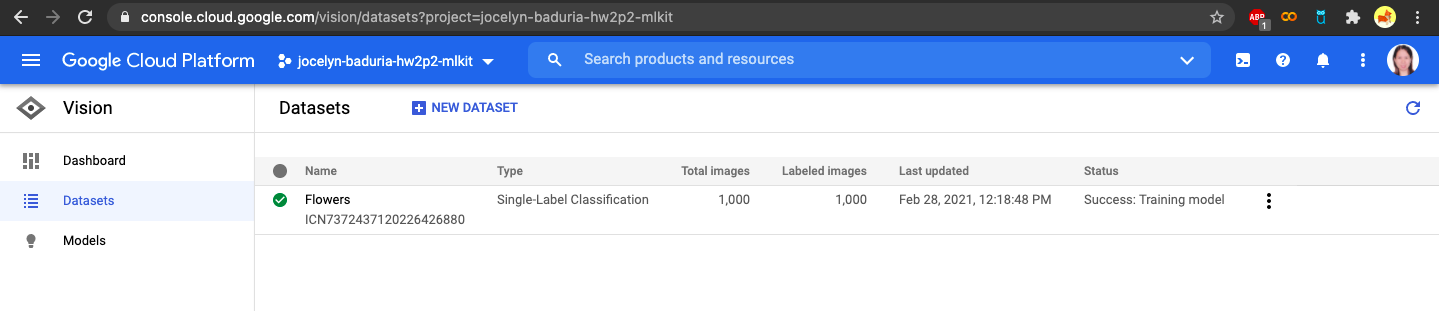 console.cloud.google.com/vision/datasets?project=jocelyn-baduria-hw2p2-mlkit
ABP
1
Google Cloud Platform
jocelyn-baduria-hw2p2-mlkit
Search products and resources
Vision
Datasets
NEW DATASET
Dashboard
Datasets
Models
Name Type Total images Labeled images Last updated Status
Flowers Single-Label Classification 1,000 1,000 Feb 28, 2021, 12:18:48 PM Success: Training model
ICN7372437120226426880